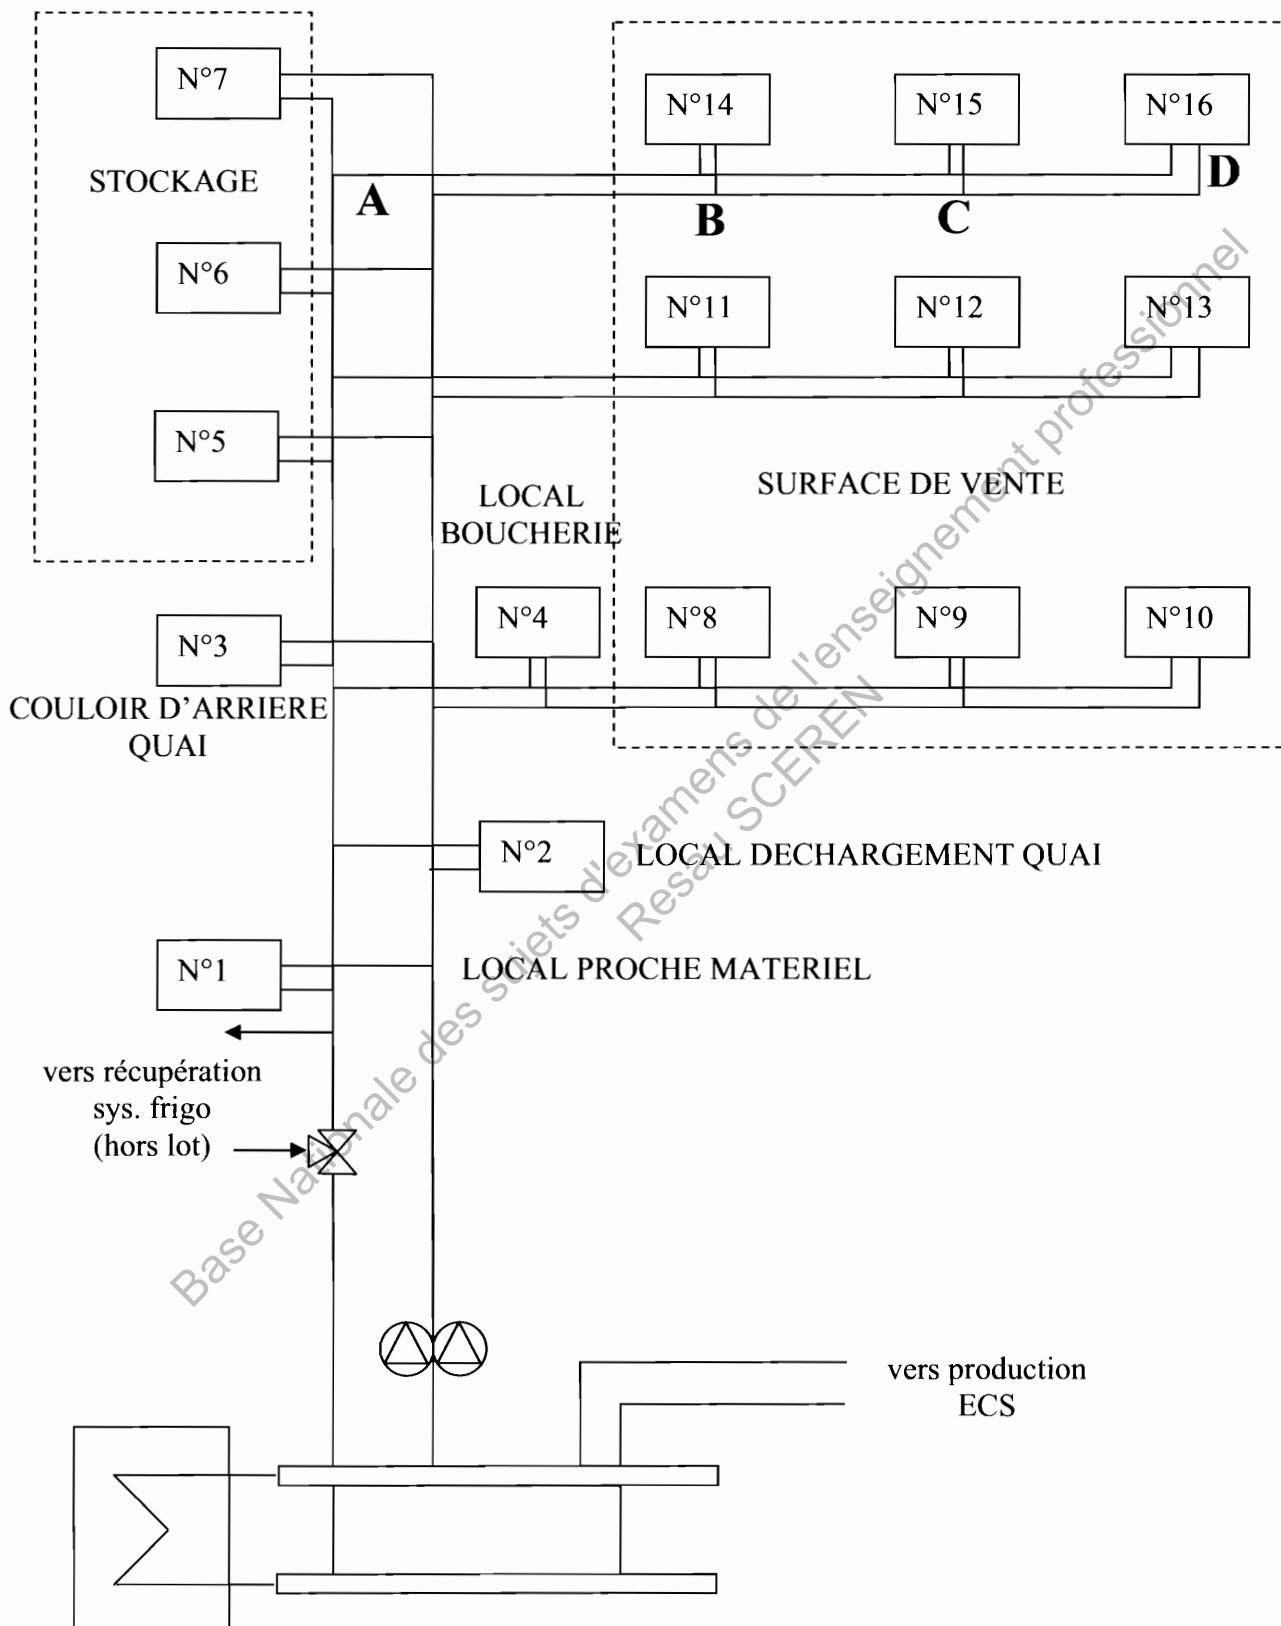 N°7
N°14
N°15
N°16
STOCKAGE
A
B
C
D
N°6
N°11
N°12
N°13
N°5
LOCAL
BOUCHERIE
SURFACE DE VENTE
N°3
N°4
N°8
N°9
N°10
COULOIR D'ARRIERE
QUAI
N°2
LOCAL DECHARGEMENT QUAI
N°1
LOCAL PROCHE MATERIEL
vers récupération
sys. frigo
(hors lot)
vers production
ECS
Base Nationale des sujets d'examens de l'enseignement professionnel
Resau SCEREN